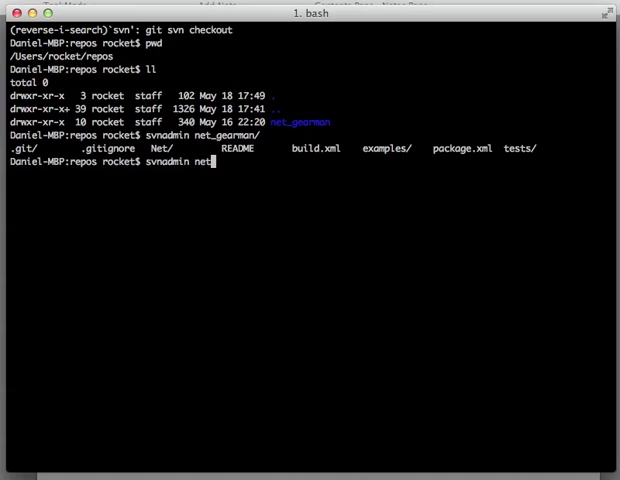 1. bash
(reverse-i-search)`svn': git svn checkout
Daniel-MBP:repos rocket$ pwd
/Users/rocket/repos
Daniel-MBP:repos rocket$ ll
total 0
drwxr-xr-x 3 rocket staff 102 May 18 17:49 .
drwxr-xr-x+ 39 rocket staff 1326 May 18 17:41 ..
drwxr-xr-x 10 rocket staff 340 May 16 22:20 net_gearman
Daniel-MBP:repos rocket$ svnadmin net_gearman/
.git/ .gitignore Net/ README build.xml examples/ package.xml tests/
Daniel-MBP:repos rocket$ svnadmin net